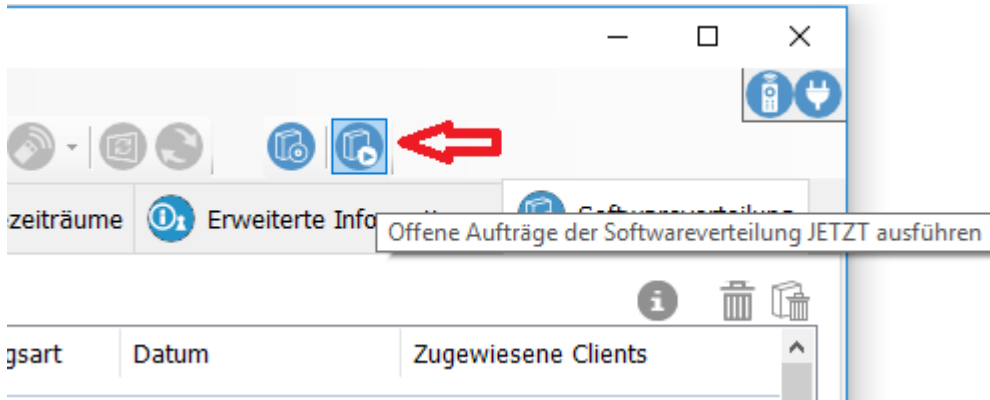 zeiträume
Erweiterte Info
Offene Aufträge der Softwareverteilung JETZT ausführen
gsart
Datum
Zugewiesene Clients